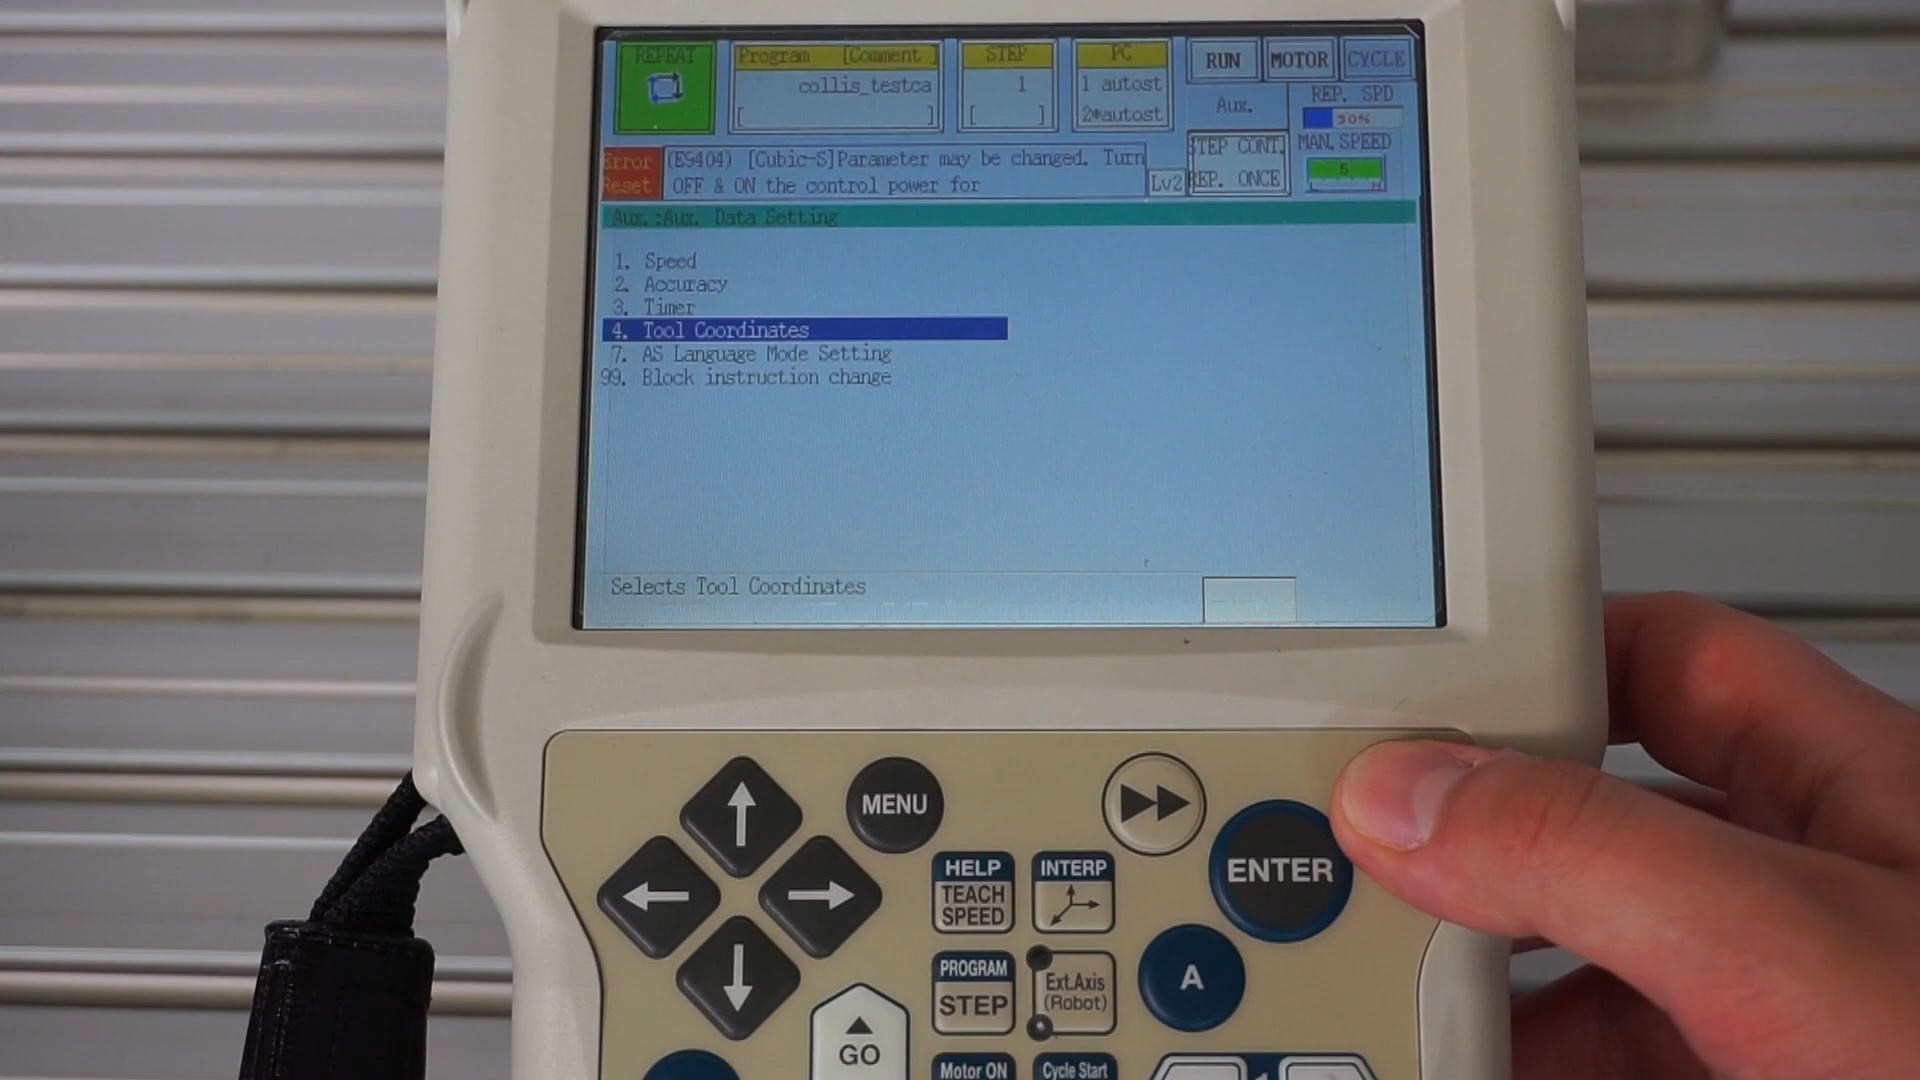 REPEAT
Program [Comment ]
collis_testca
[ ]
STEP
1
[ ]
PC
1 autost
2*autost
RUN
MOTOR
CYCLE
Aux.
REP. SPD
30%
STEP CONT.
REP. ONCE
MAN.SPEED
5
L H
Error
Reset
(E9404) [Cubic-S]Parameter may be changed. Turn
OFF & ON the control power for
Lv2
Aux.:Aux. Data Setting
1. Speed
2. Accuracy
3. Timer
4. Tool Coordinates
7. AS Language Mode Setting
99. Block instruction change
Selects Tool Coordinates
MENU
ENTER
HELP
TEACH
SPEED
INTERP
PROGRAM
STEP
Ext.Axis
(Robot)
A
GO
Motor ON
Cycle Start